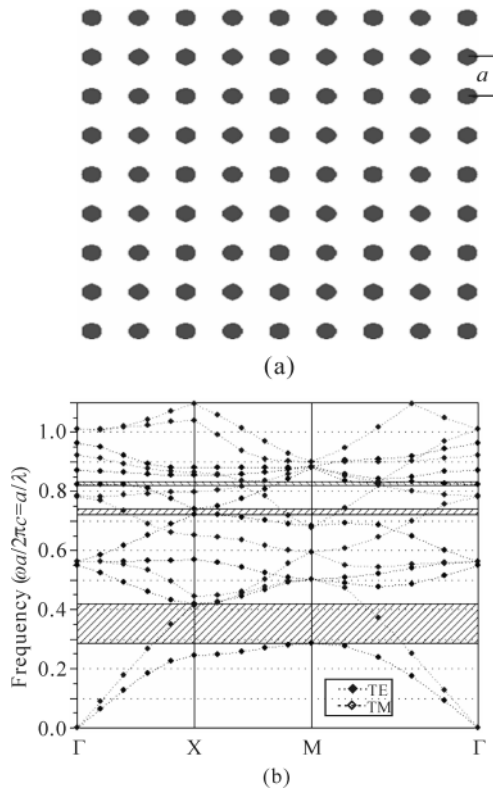 a
(a)
Frequency (ωa/2πc=a/λ)
1.0
0.8
0.6
0.4
0.2
0.0
TE
TM
Γ X M Γ
(b)